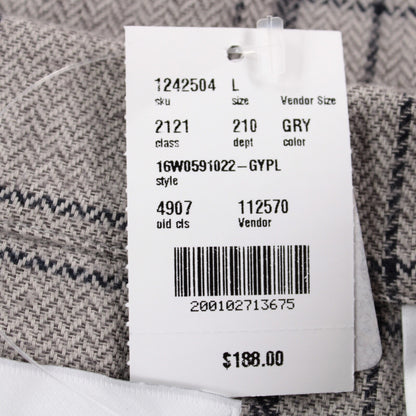 1242504 L
sku size Vendor Size
2121 210 GRY
class dept color
16W0591022-GYPL
style
4907 112570
old cls Vendor
200102713675
$188.00